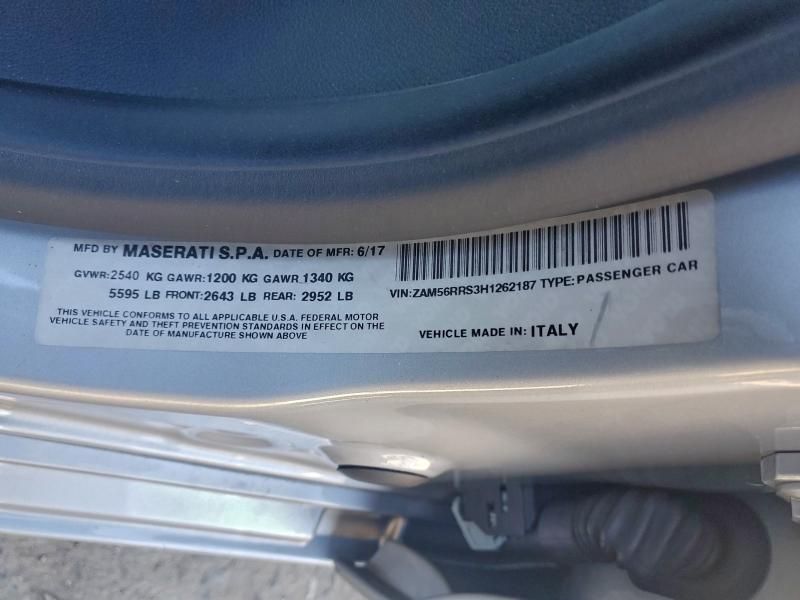 MFD BY MASERATI S.P.A. DATE OF MFR: 6/17
GVWR:2540 KG GAWR:1200 KG GAWR 1340 KG
5595 LB FRONT:2643 LB REAR: 2952 LB
THIS VEHICLE CONFORMS TO ALL APPLICABLE U.S.A. FEDERAL MOTOR
VEHICLE SAFETY AND THEFT PREVENTION STANDARDS IN EFFECT ON THE
DATE OF MANUFACTURE SHOWN ABOVE
VIN:ZAM56RRS3H1262187 TYPE:PASSENGER CAR
VEHICLE MADE IN: ITALY